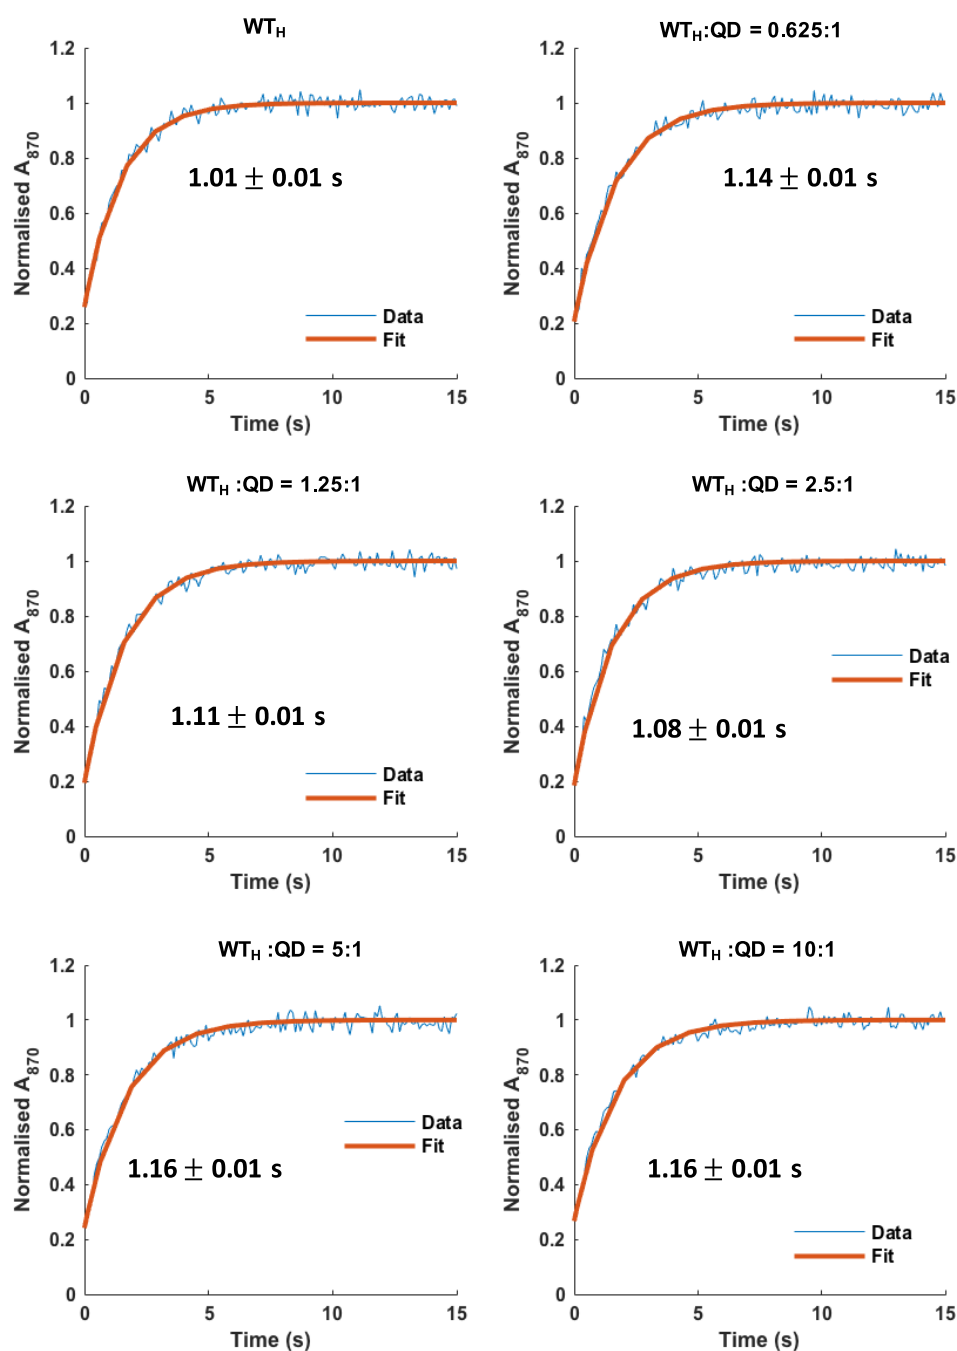 WT_H
1.2
1
0.8
0.6
0.4
0.2
0
Normalised A_870
1.01 ± 0.01 s
Data
Fit
0 5 10 15
Time (s)
WT_H:QD = 0.625:1
1.2
1
0.8
0.6
0.4
0.2
0
Normalised A_870
1.14 ± 0.01 s
Data
Fit
0 5 10 15
Time (s)
WT_H :QD = 1.25:1
1.2
1
0.8
0.6
0.4
0.2
0
Normalised A_870
1.11 ± 0.01 s
Data
Fit
0 5 10 15
Time (s)
WT_H :QD = 2.5:1
1.2
1
0.8
0.6
0.4
0.2
0
Normalised A_870
Data
Fit
1.08 ± 0.01 s
0 5 10 15
Time (s)
WT_H :QD = 5:1
1.2
1
0.8
0.6
0.4
0.2
0
Normalised A_870
Data
Fit
1.16 ± 0.01 s
0 5 10 15
Time (s)
WT_H :QD = 10:1
1.2
1
0.8
0.6
0.4
0.2
0
Normalised A_870
1.16 ± 0.01 s
Data
Fit
0 5 10 15
Time (s)